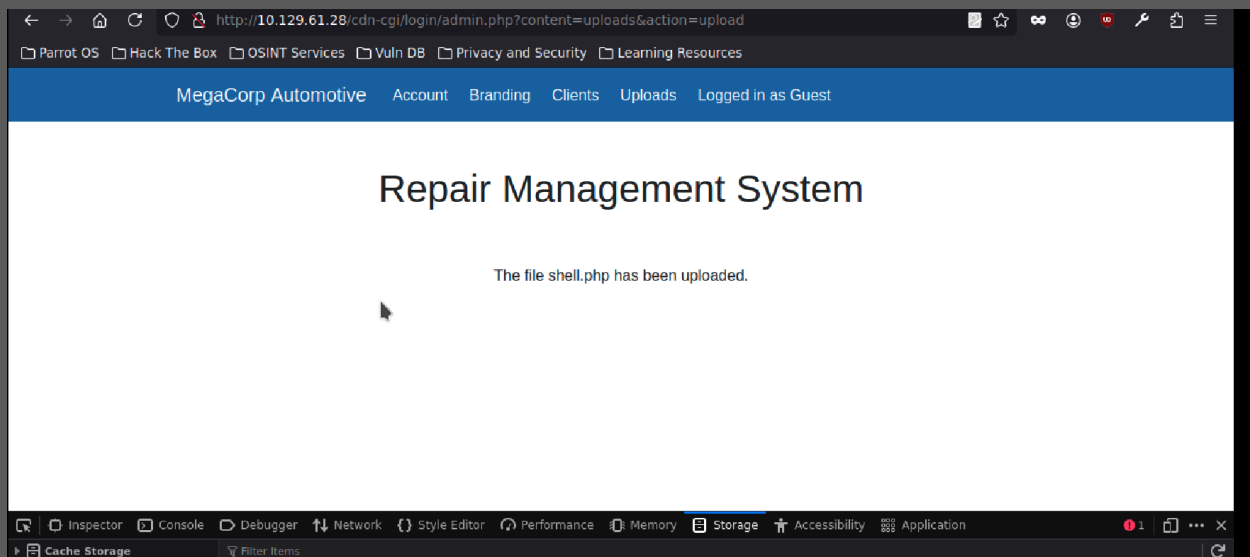 http://10.129.61.28/cdn-cgi/login/admin.php?content=uploads&action=upload
Parrot OS Hack The Box OSINT Services Vuln DB Privacy and Security Learning Resources
MegaCorp Automotive Account Branding Clients Uploads Logged in as Guest
Repair Management System
The file shell.php has been uploaded.
Inspector Console Debugger Network Style Editor Performance Memory Storage Accessibility Application 1
Cache Storage Filter Items